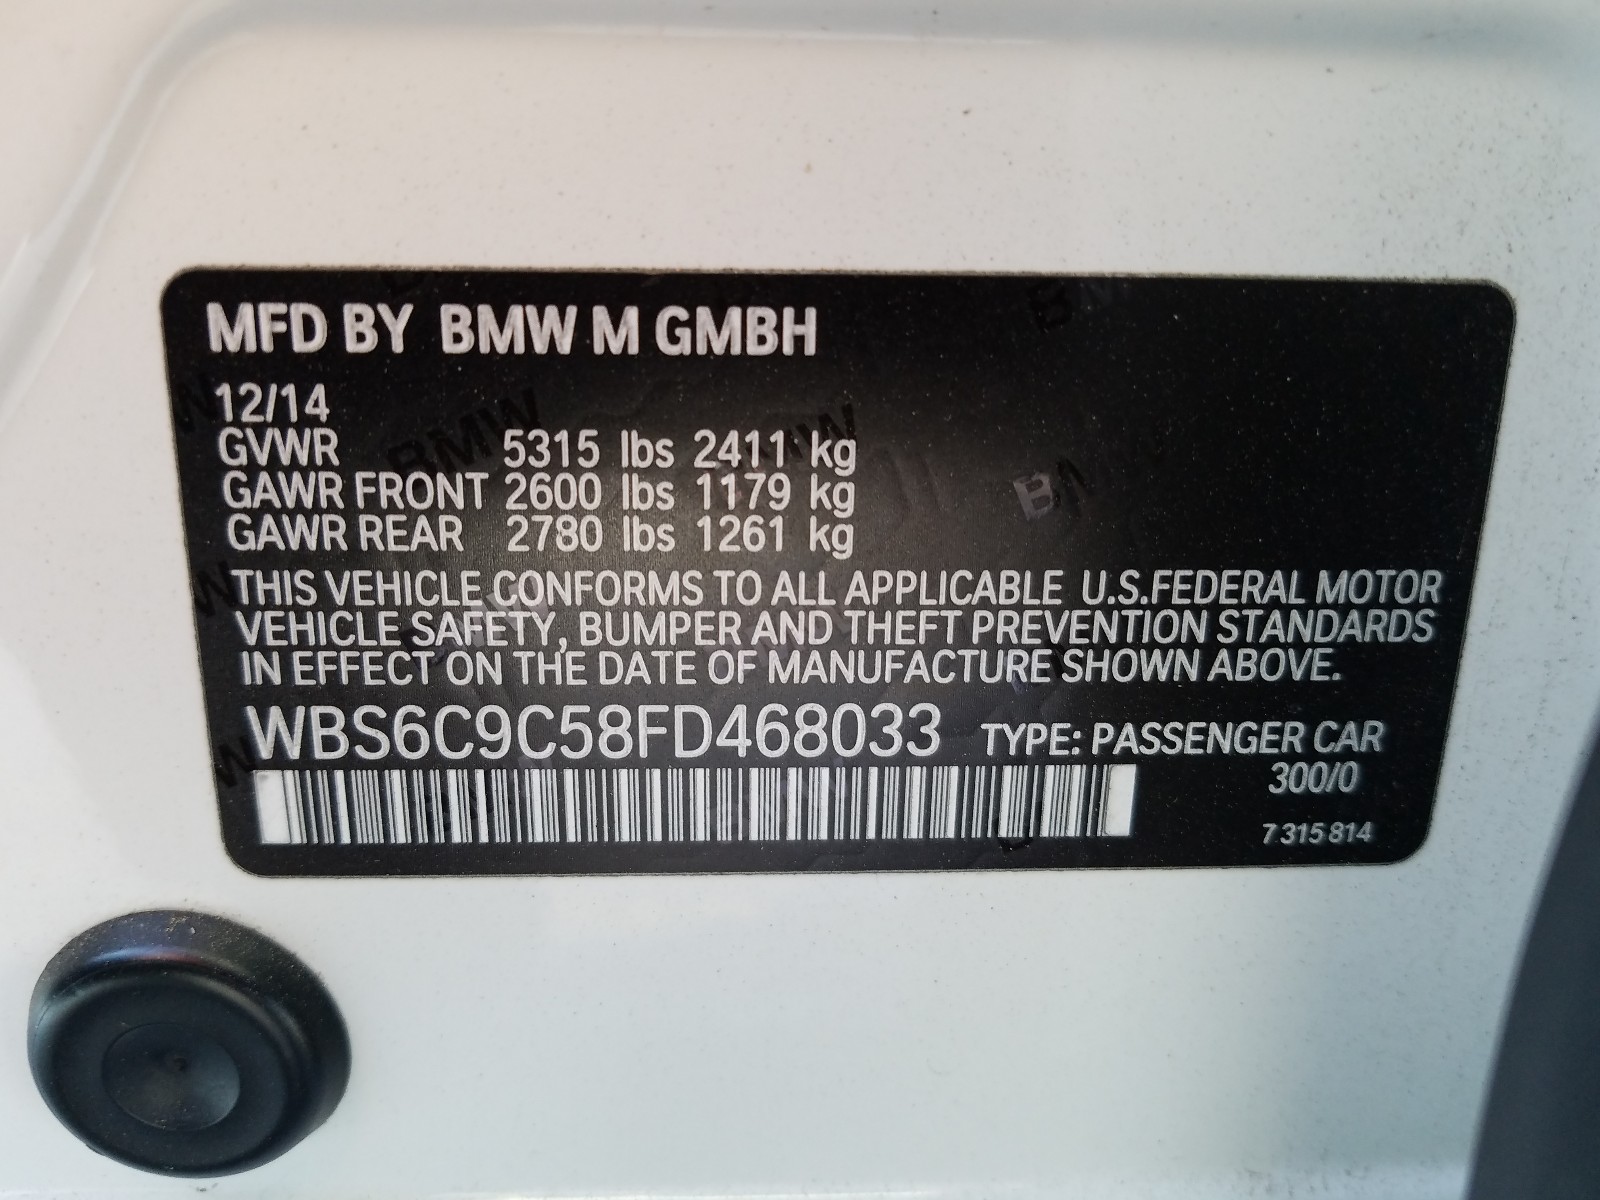 MFD BY BMW M GMBH
12/14
GVWR 5315 lbs 2411 kg
GAWR FRONT 2600 lbs 1179 kg
GAWR REAR 2780 lbs 1261 kg
THIS VEHICLE CONFORMS TO ALL APPLICABLE U.S.FEDERAL MOTOR
VEHICLE SAFETY, BUMPER AND THEFT PREVENTION STANDARDS
IN EFFECT ON THE DATE OF MANUFACTURE SHOWN ABOVE.
WBS6C9C58FD468033 TYPE: PASSENGER CAR
300/0
7 315 814